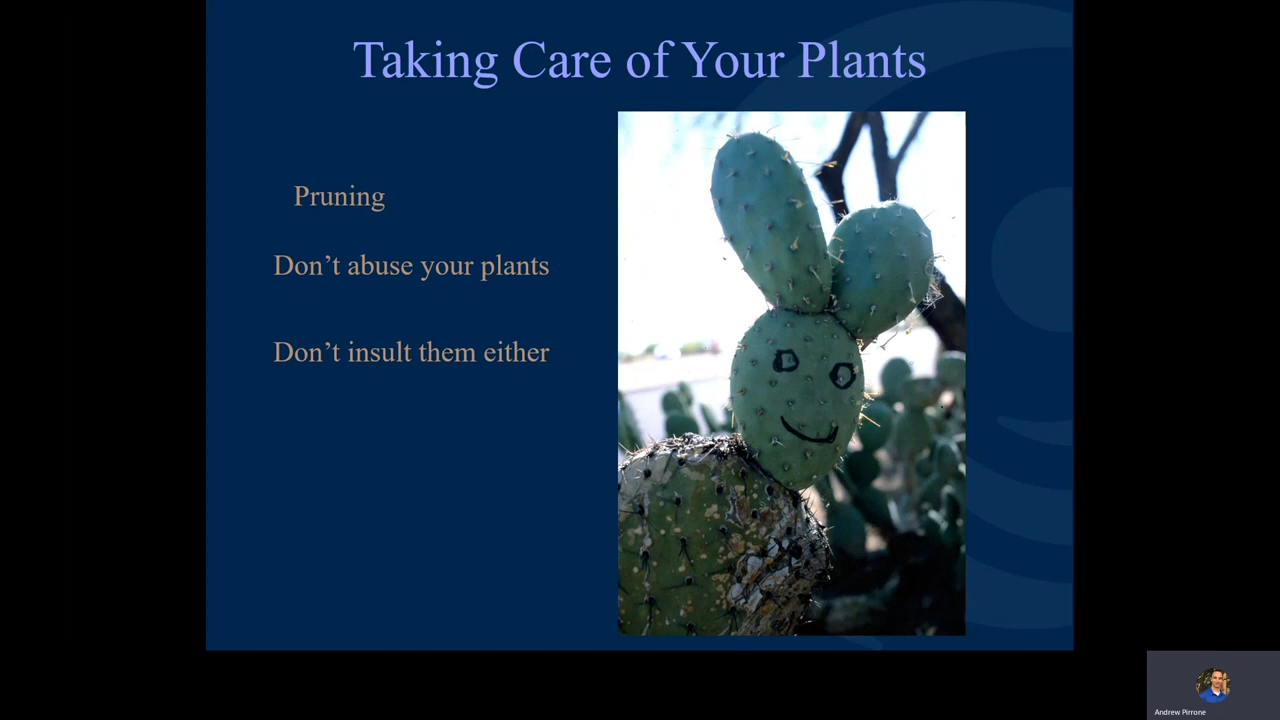 Taking Care of Your Plants
Pruning
Don’t abuse your plants
Don’t insult them either
Andrew Pirrone